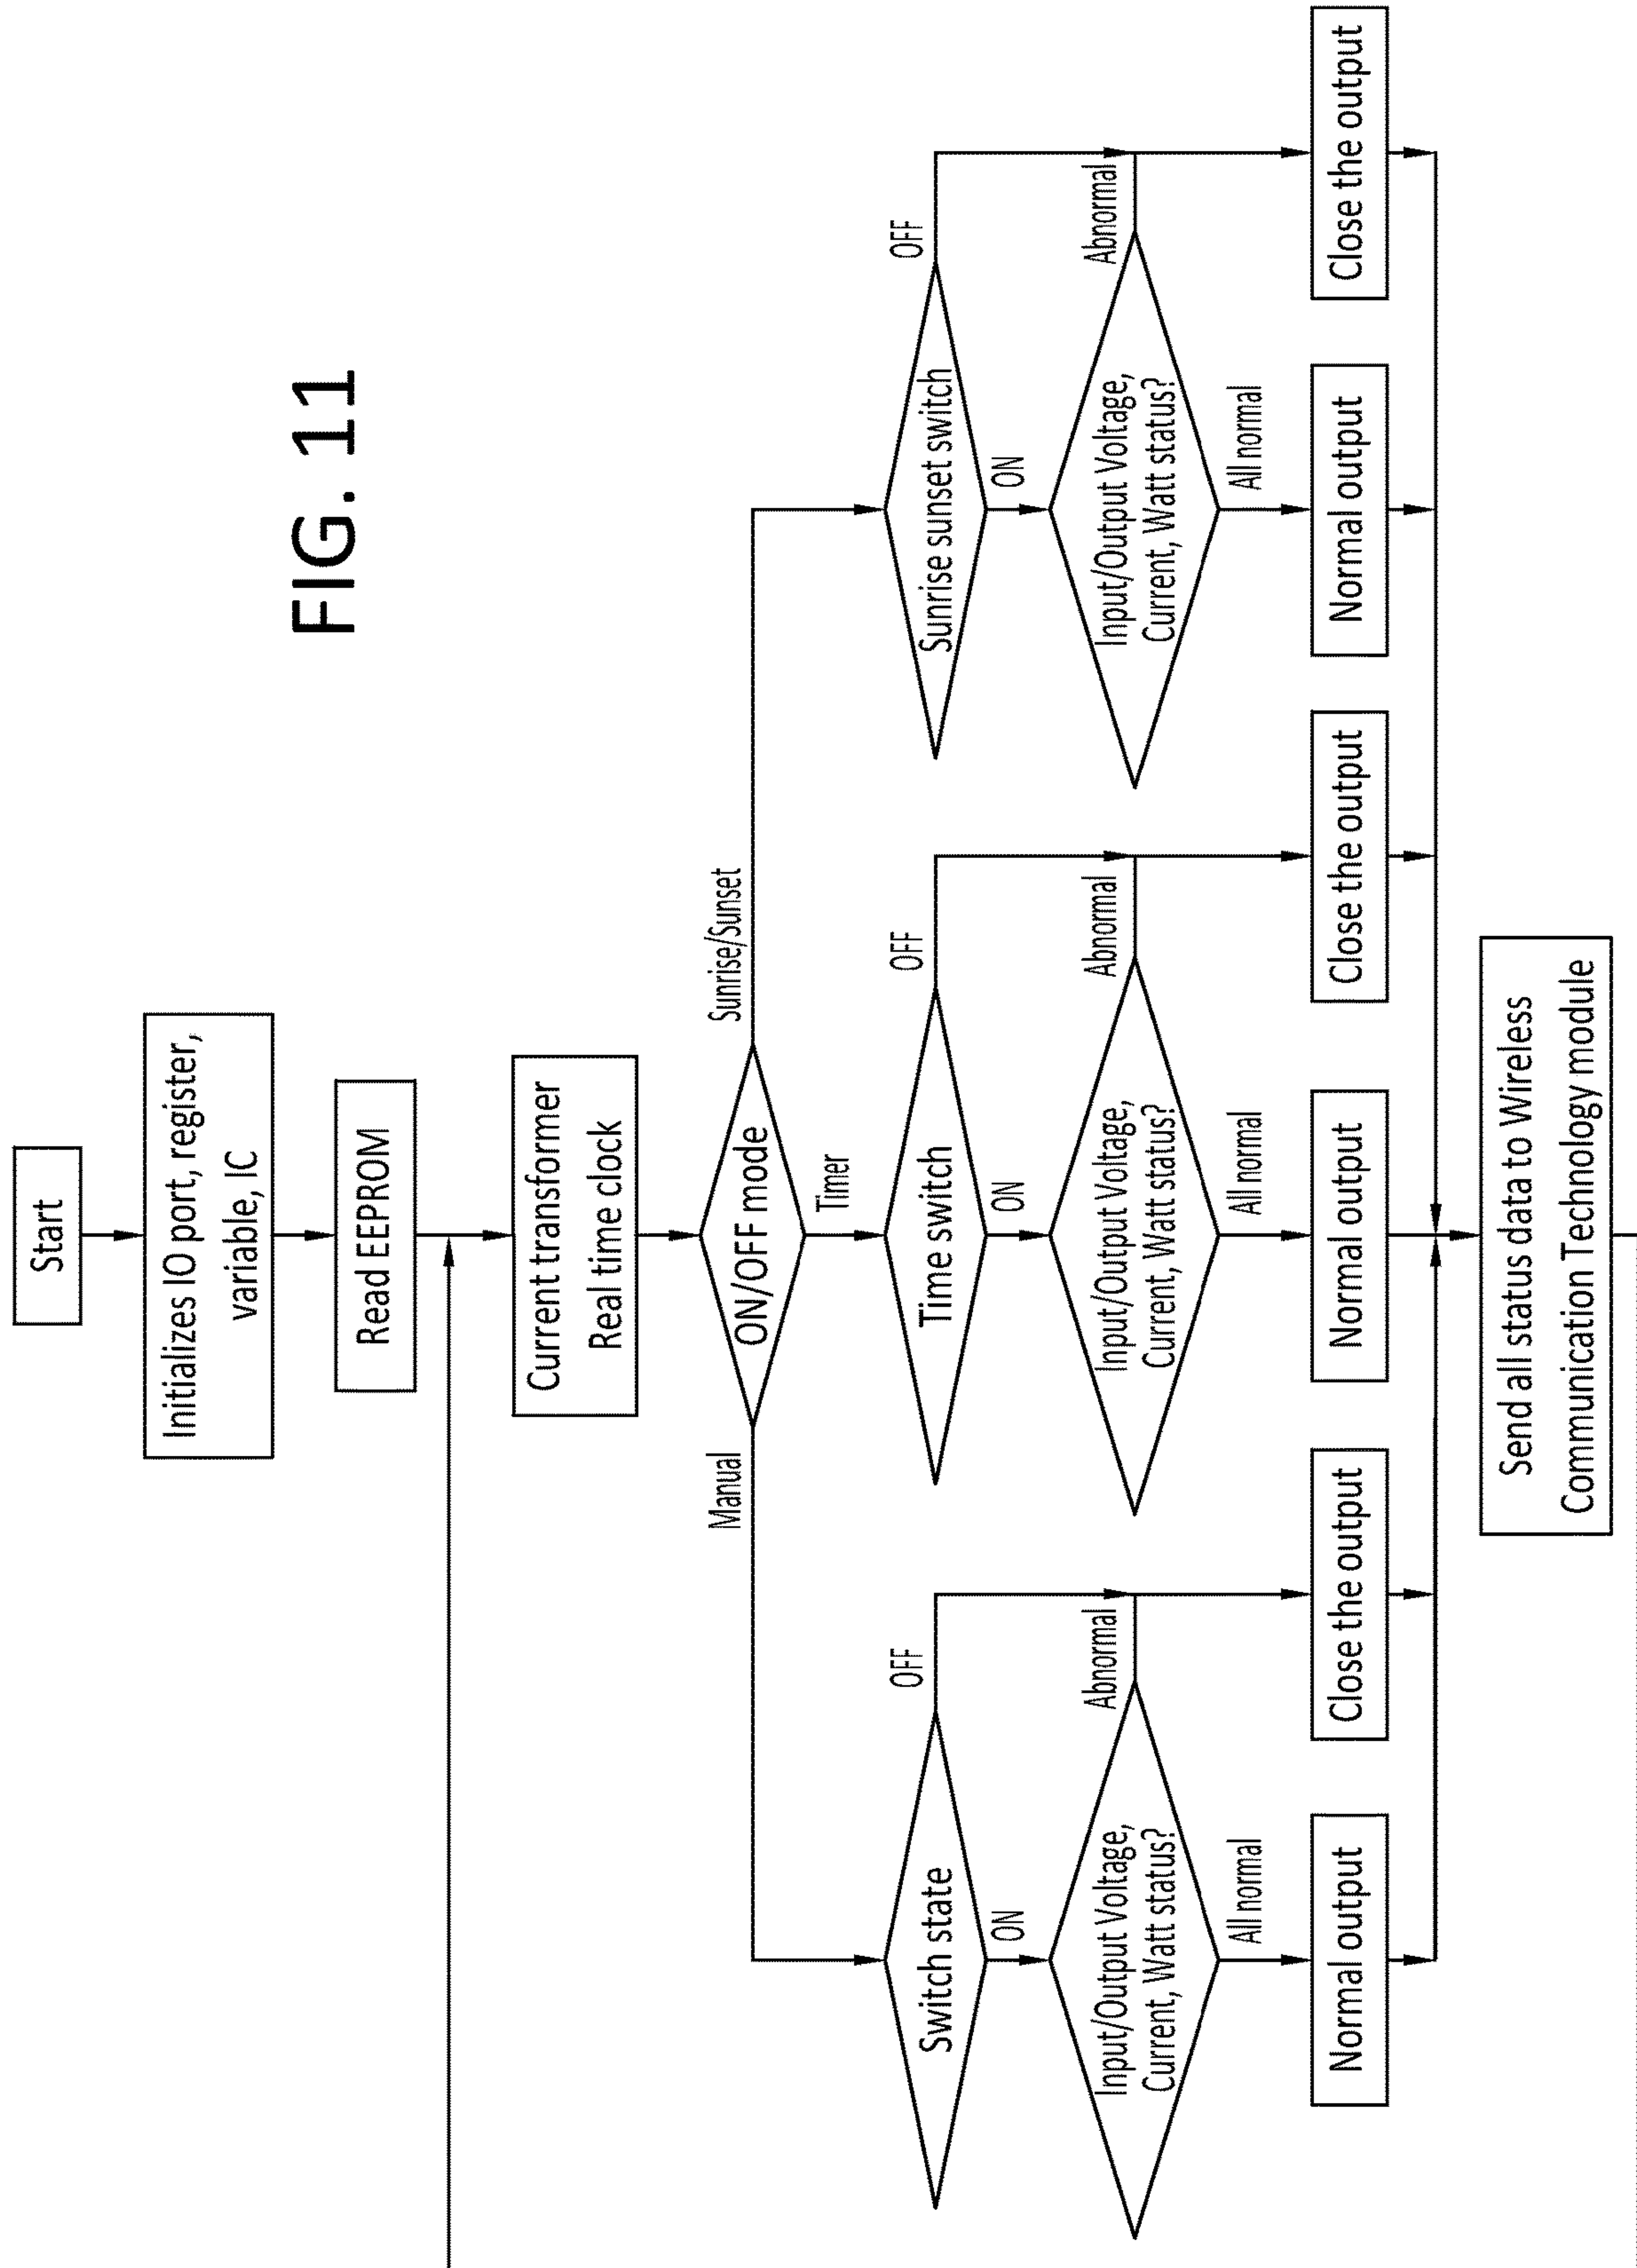 FIG. 11
Start
Initializes IO port, register,
variable, IC
Read EEPROM
Current transformer
Real time clock
ON/OFF mode
Manual
Timer
Sunrise/Sunset
Switch state
OFF
ON
Time switch
OFF
ON
Sunrise sunset switch
OFF
ON
Input/Output Voltage,
Current, Watt status?
Abnormal
All normal
Input/Output Voltage,
Current, Watt status?
Abnormal
All normal
Input/Output Voltage,
Current, Watt status?
Abnormal
All normal
Normal output
Close the output
Normal output
Close the output
Normal output
Close the output
Send all status data to Wireless
Communication Technology module